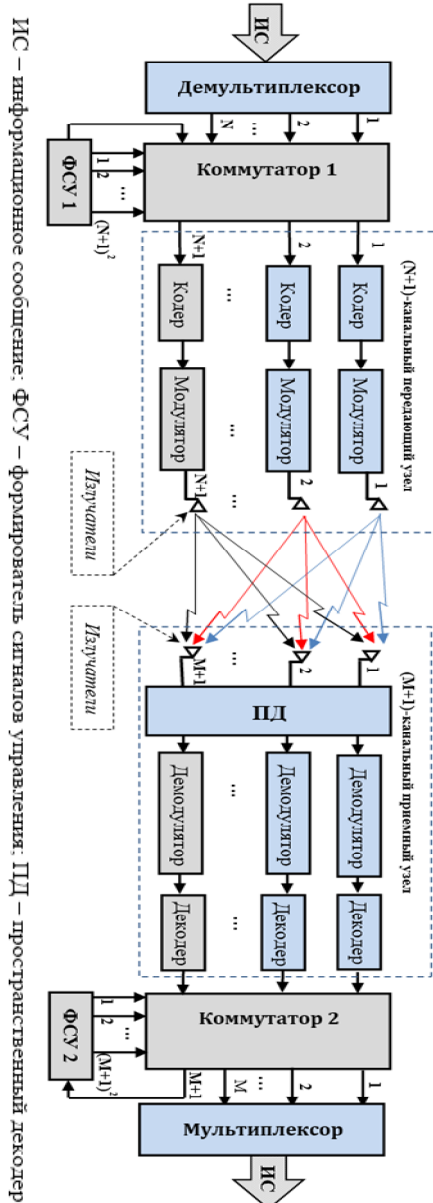 ИС
Демультиплексор
N
...
2
1
ФСУ 1
1
2
...
(N+1)²
Коммутатор 1
N+1
2
1
(N+1)-канальный передающий узел
Кодер
...
Кодер
Кодер
Модулятор
...
Модулятор
Модулятор
N+1
...
2
1
Излучатели
Излучатели
M+1
...
2
1
(M+1)-канальный приемный узел
ПД
Демодулятор
...
Демодулятор
Демодулятор
Декодер
...
Декодер
Декодер
ФСУ 2
1
2
...
(M+1)²
Коммутатор 2
M+1
M
...
2
1
Мультиплексор
ИС
ИС – информационное сообщение; ФСУ – формирователь сигналов управления; ПД – пространственный декодер